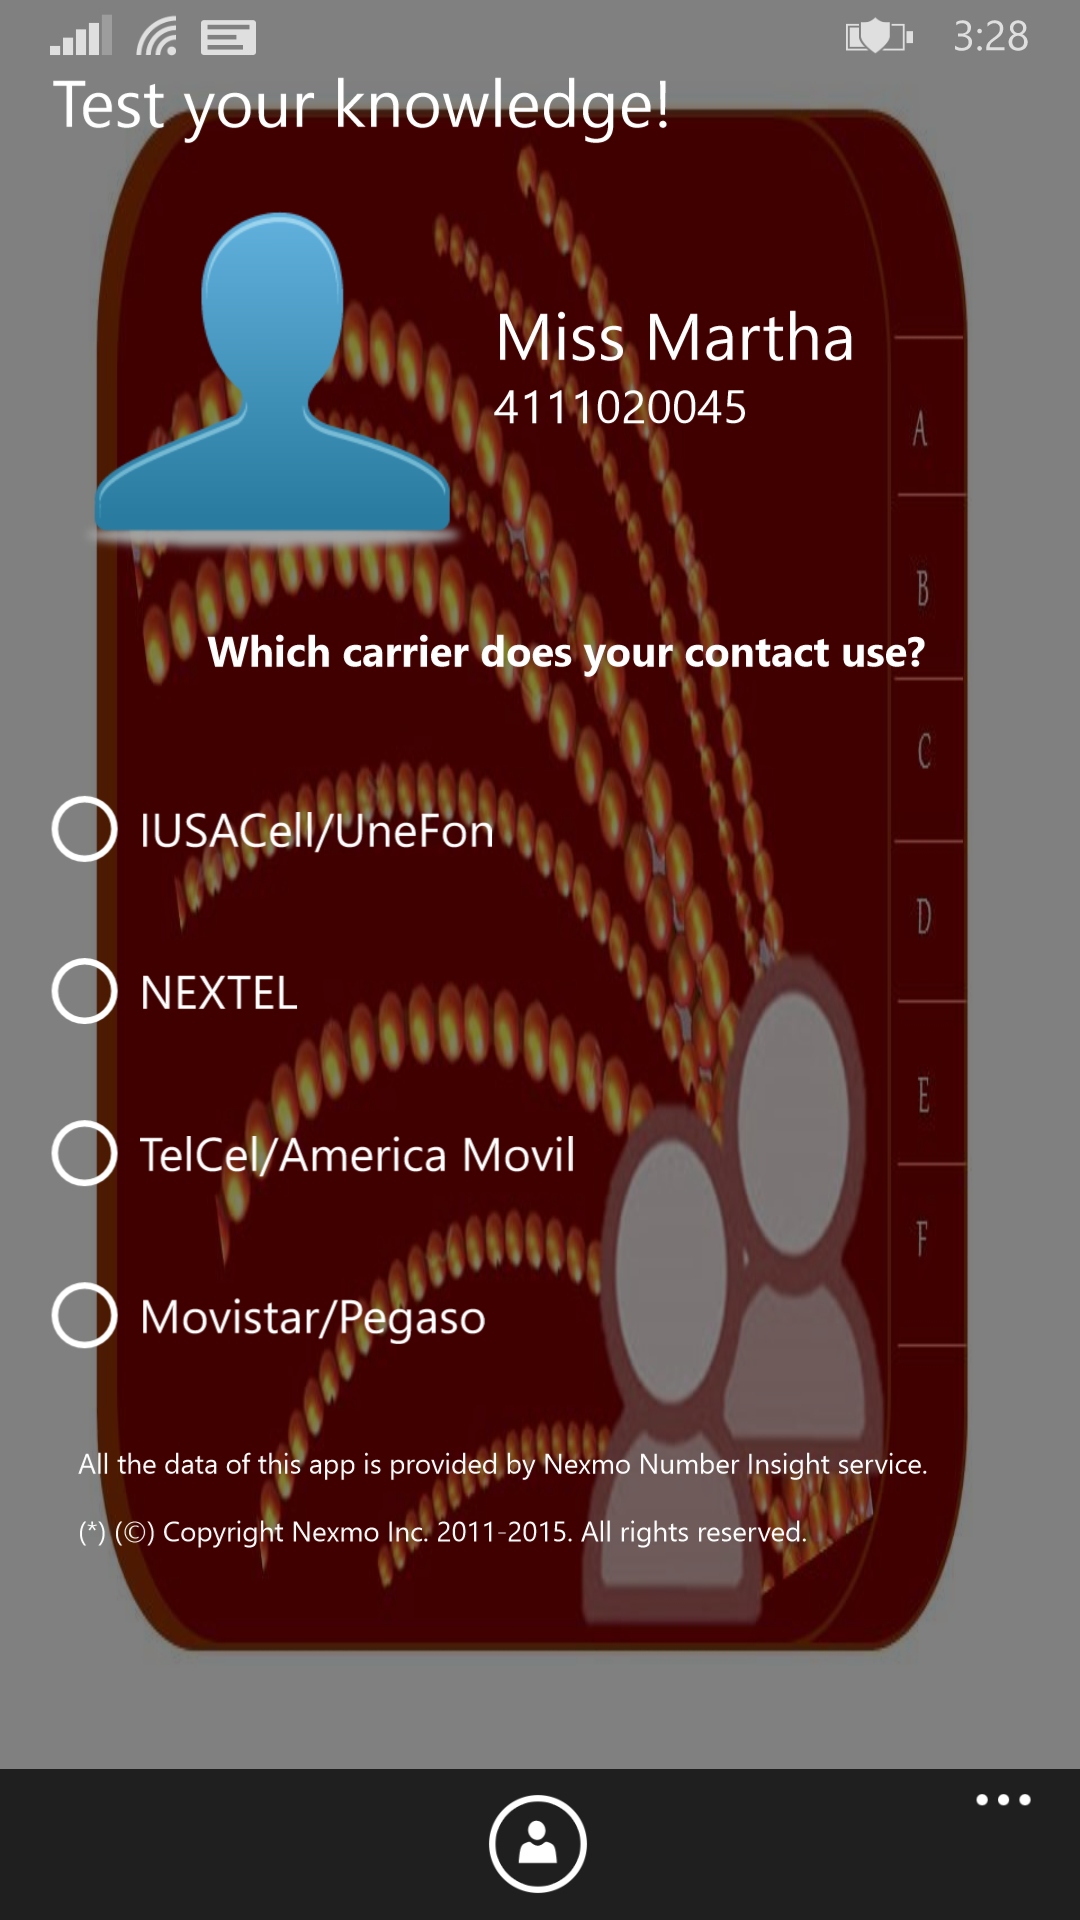 3:28
Test your knowledge!
Miss Martha
4111020045
A
B
Which carrier does your contact use?
C
IUSACell/UneFon
D
NEXTEL
E
TelCel/America Movil
F
Movistar/Pegaso
All the data of this app is provided by Nexmo Number Insight service.
(*) (©) Copyright Nexmo Inc. 2011-2015. All rights reserved.